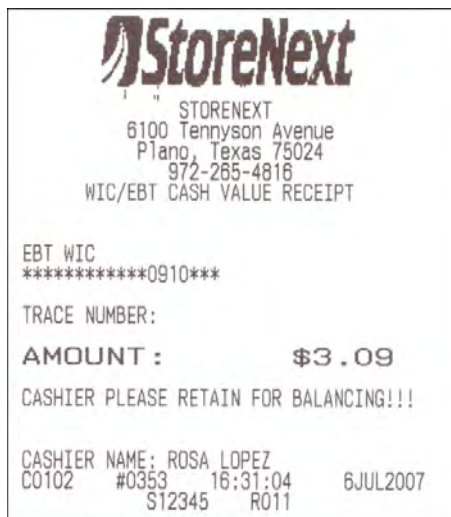 StoreNext
STORENEXT
6100 Tennyson Avenue
Plano, Texas 75024
972-265-4816
WIC/EBT CASH VALUE RECEIPT
EBT WIC
************0910***
TRACE NUMBER:
AMOUNT: $3.09
CASHIER PLEASE RETAIN FOR BALANCING!!!
CASHIER NAME: ROSA LOPEZ
C0102 #0353 16:31:04 6JUL2007
S12345 R011